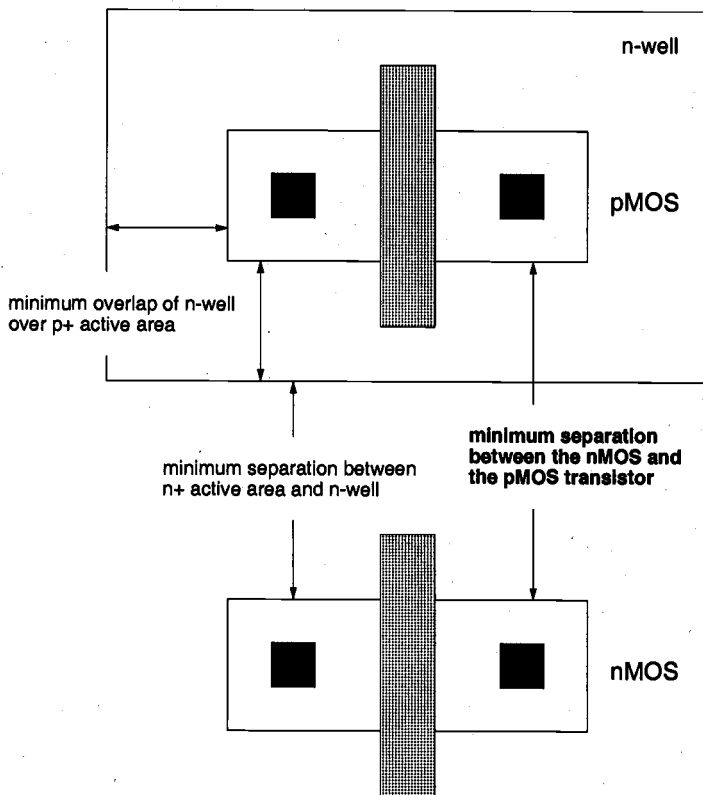 n-well
pMOS
minimum overlap of n-well
over p+ active area
minimum separation between
n+ active area and n-well
minimum separation
between the nMOS and
the pMOS transistor
nMOS